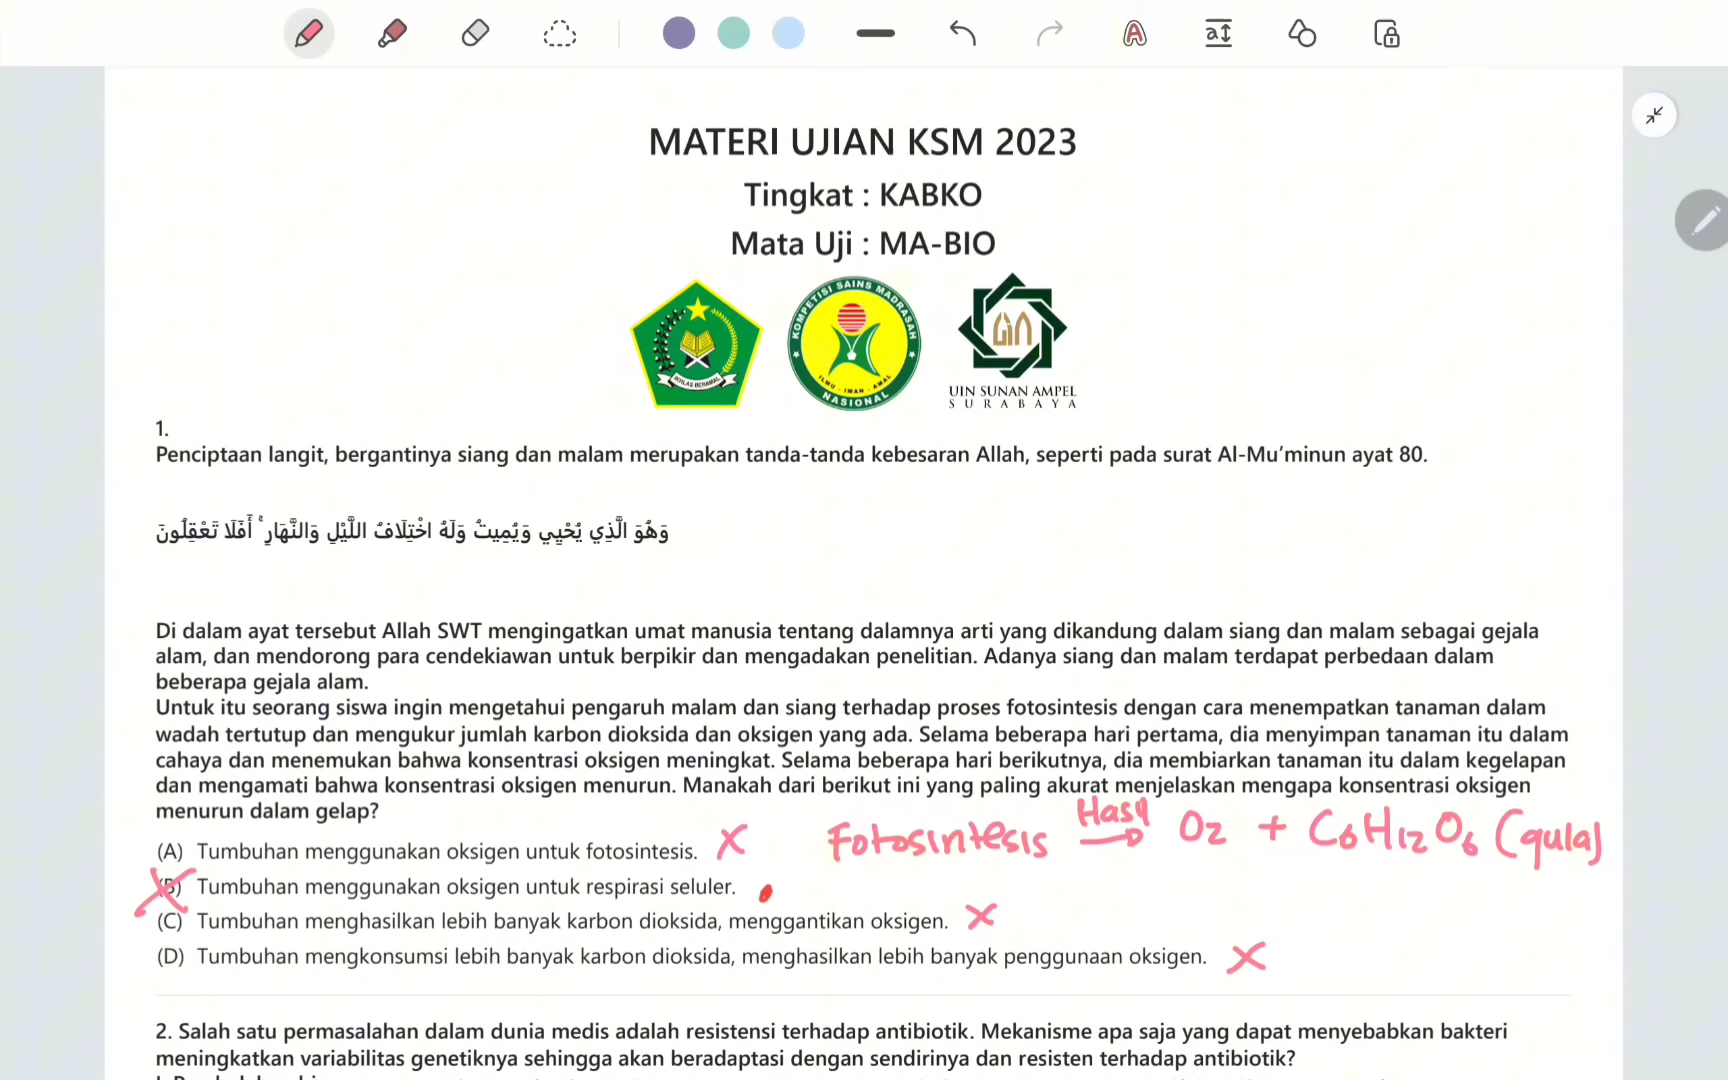 MATERI UJIAN KSM 2023
Tingkat : KABKO
Mata Uji : MA-BIO
IKHLAS BERAMAL
KOMPETISI SAINS MADRASAH
ILMU · IMAN · AMAL
NASIONAL
UIN SUNAN AMPEL
SURABAYA
1.
Penciptaan langit, bergantinya siang dan malam merupakan tanda-tanda kebesaran Allah, seperti pada surat Al-Mu’minun ayat 80.
وَهُوَ الَّذِي يُحْيِي وَيُمِيتُ وَلَهُ اخْتِلَافُ اللَّيْلِ وَالنَّهَارِ ۚ أَفَلَا تَعْقِلُونَ
Di dalam ayat tersebut Allah SWT mengingatkan umat manusia tentang dalamnya arti yang dikandung dalam siang dan malam sebagai gejala
alam, dan mendorong para cendekiawan untuk berpikir dan mengadakan penelitian. Adanya siang dan malam terdapat perbedaan dalam
beberapa gejala alam.
Untuk itu seorang siswa ingin mengetahui pengaruh malam dan siang terhadap proses fotosintesis dengan cara menempatkan tanaman dalam
wadah tertutup dan mengukur jumlah karbon dioksida dan oksigen yang ada. Selama beberapa hari pertama, dia menyimpan tanaman itu dalam
cahaya dan menemukan bahwa konsentrasi oksigen meningkat. Selama beberapa hari berikutnya, dia membiarkan tanaman itu dalam kegelapan
dan mengamati bahwa konsentrasi oksigen menurun. Manakah dari berikut ini yang paling akurat menjelaskan mengapa konsentrasi oksigen
menurun dalam gelap?
(A) Tumbuhan menggunakan oksigen untuk fotosintesis. X
Fotosintesis Hasil → O2 + C6H12O6 (gula)
(B) Tumbuhan menggunakan oksigen untuk respirasi seluler.
(C) Tumbuhan menghasilkan lebih banyak karbon dioksida, menggantikan oksigen. X
(D) Tumbuhan mengkonsumsi lebih banyak karbon dioksida, menghasilkan lebih banyak penggunaan oksigen. X
2. Salah satu permasalahan dalam dunia medis adalah resistensi terhadap antibiotik. Mekanisme apa saja yang dapat menyebabkan bakteri
meningkatkan variabilitas genetiknya sehingga akan beradaptasi dengan sendirinya dan resisten terhadap antibiotik?